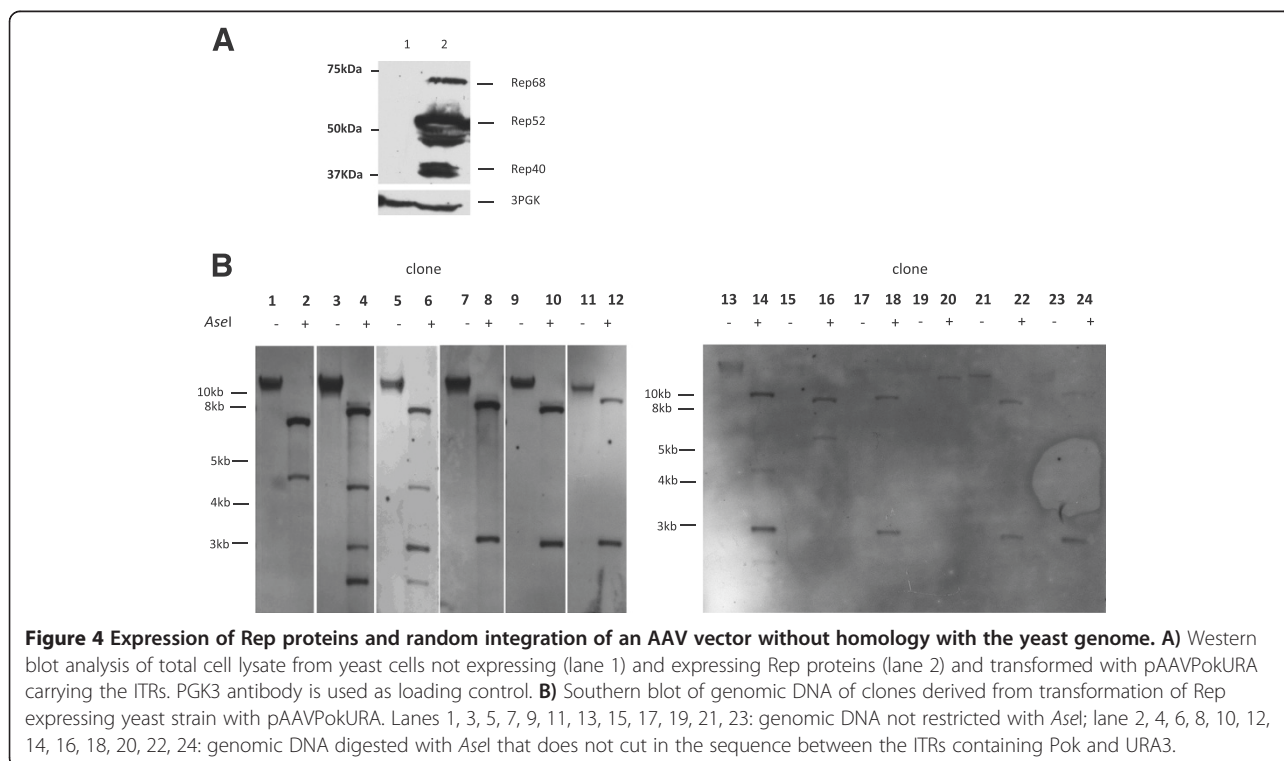 A
1 2
75kDa
Rep68
Rep52
50kDa
Rep40
37KDa
3PGK
B
clone clone
1 2 3 4 5 6 7 8 9 10 11 12 13 14 15 16 17 18 19 20 21 22 23 24
AseI - + - + - + - + - + - + - + - + - + - + - + - +
10kb 10kb
8kb 8kb
5kb 5kb
4kb 4kb
3kb 3kb
Figure 4 Expression of Rep proteins and random integration of an AAV vector without homology with the yeast genome. A) Western
blot analysis of total cell lysate from yeast cells not expressing (lane 1) and expressing Rep proteins (lane 2) and transformed with pAAVPokURA
carrying the ITRs. PGK3 antibody is used as loading control. B) Southern blot of genomic DNA of clones derived from transformation of Rep
expressing yeast strain with pAAVPokURA. Lanes 1, 3, 5, 7, 9, 11, 13, 15, 17, 19, 21, 23: genomic DNA not restricted with AseI; lane 2, 4, 6, 8, 10, 12,
14, 16, 18, 20, 22, 24: genomic DNA digested with AseI that does not cut in the sequence between the ITRs containing Pok and URA3.